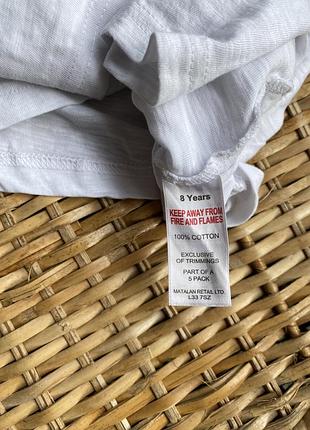 8 Years
KEEP AWAY FROM
FIRE AND FLAMES
100% COTTON
EXCLUSIVE
OF TRIMMINGS
PART OF A
5 PACK
MATALAN RETAIL LTD
L33 7SZ